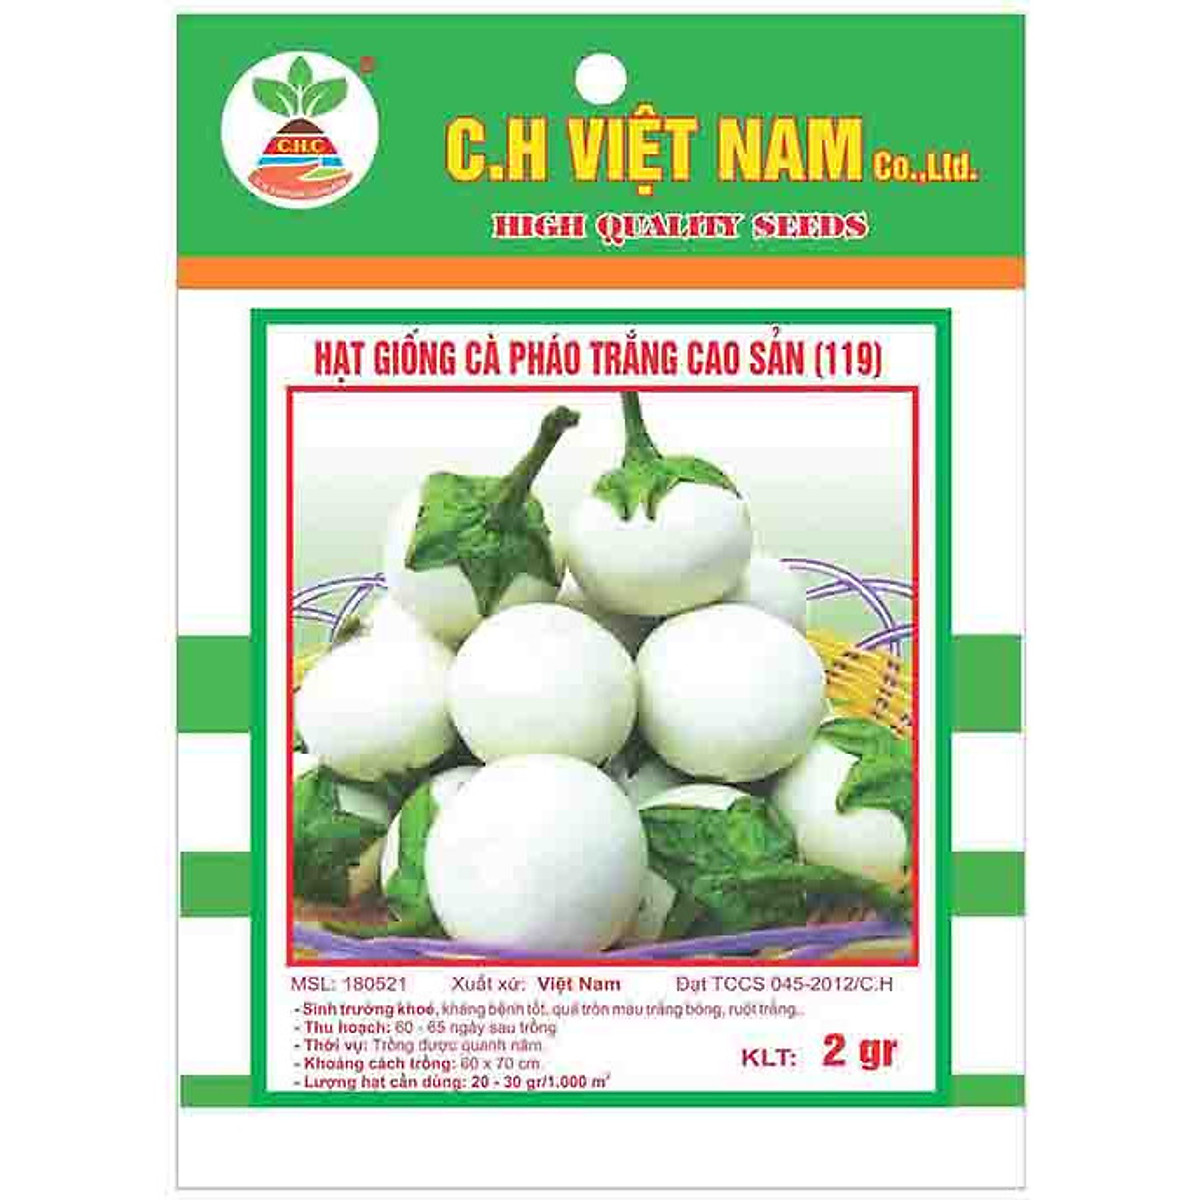 C.H.C
®
C.H VIỆT NAM Co.,Ltd.
HIGH QUALITY SEEDS
HẠT GIỐNG CÀ PHÁO TRẮNG CAO SẢN (119)
MSL: 180521 Xuất xứ: Việt Nam Đạt TCCS 045-2012/C.H
- Sinh trưởng khoẻ, kháng bệnh tốt, quả tròn màu trắng bóng, ruột trắng..
- Thu hoạch: 60 - 65 ngày sau trồng
- Thời vụ: Trồng được quanh năm
- Khoảng cách trồng: 60 x 70 cm
- Lượng hạt cần dùng: 20 - 30 gr/1.000 m²
KLT: 2 gr